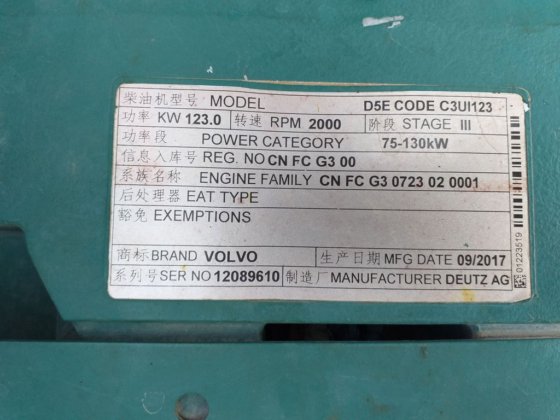 柴油机型号 MODEL D5E CODE C3UI123
功率 KW 123.0 转速 RPM 2000 阶段 STAGE III
功率段 POWER CATEGORY 75-130kW
信息入库号 REG. NO CN FC G3 00
系族名称 ENGINE FAMILY CN FC G3 0723 02 0001
后处理器 EAT TYPE
豁免 EXEMPTIONS
商标 BRAND VOLVO 生产日期 MFG DATE 09/2017
系列号 SER NO 12089610 制造厂 MANUFACTURER DEUTZ AG
01223519